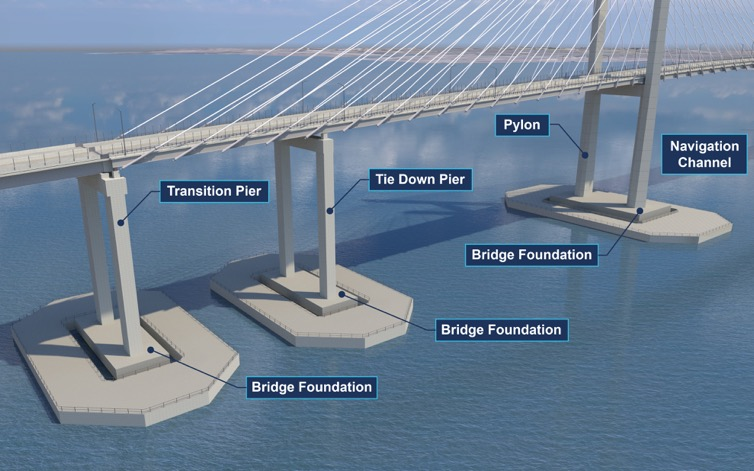 Pylon
Navigation
Channel
Tie Down Pier
Transition Pier
Bridge Foundation
Bridge Foundation
Bridge Foundation